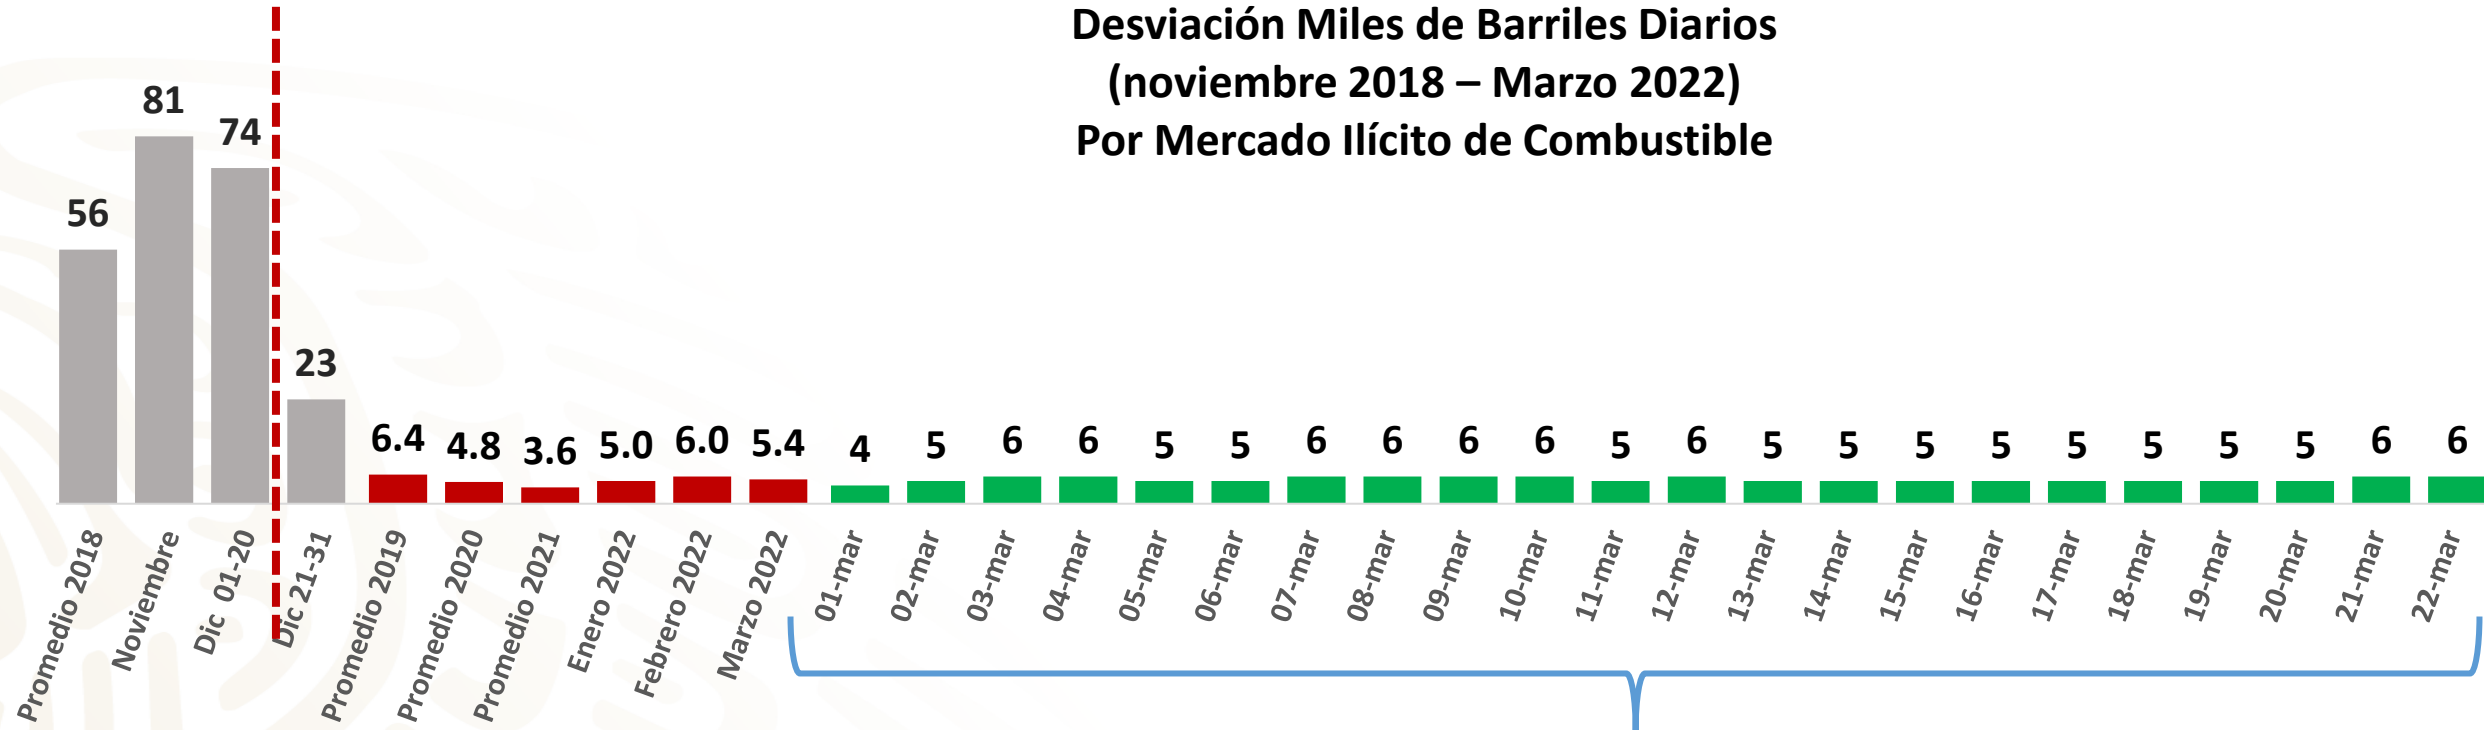 Desviación Miles de Barriles Diarios
(noviembre 2018 – Marzo 2022)
Por Mercado Ilícito de Combustible
56
81
74
23
6.4
4.8
3.6
5.0
6.0
5.4
4
5
6
6
5
5
6
6
6
6
5
6
5
5
5
5
5
5
5
5
6
6
Promedio 2018
Noviembre
Dic 01-20
Dic 21-31
Promedio 2019
Promedio 2020
Promedio 2021
Enero 2022
Febrero 2022
Marzo 2022
01-mar
02-mar
03-mar
04-mar
05-mar
06-mar
07-mar
08-mar
09-mar
10-mar
11-mar
12-mar
13-mar
14-mar
15-mar
16-mar
17-mar
18-mar
19-mar
20-mar
21-mar
22-mar